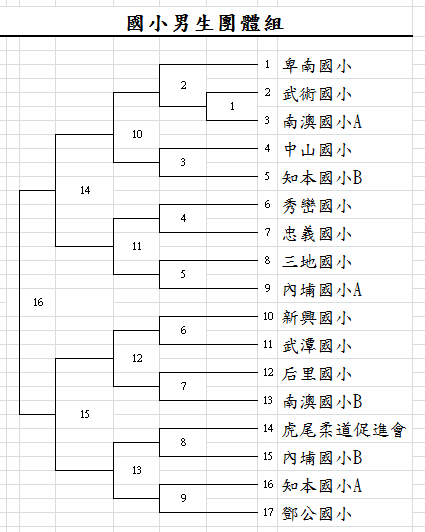 國小男生團體組
1 卑南國小
2
2 武術國小
1
3 南澳國小A
10
4 中山國小
3
5 知本國小B
14
6 秀巒國小
4
7 忠義國小
11
8 三地國小
5
9 內埔國小A
16
10 新興國小
6
11 武潭國小
12
12 后里國小
7
13 南澳國小B
15
14 虎尾柔道促進會
8
15 內埔國小B
13
16 知本國小A
9
17 鄧公國小